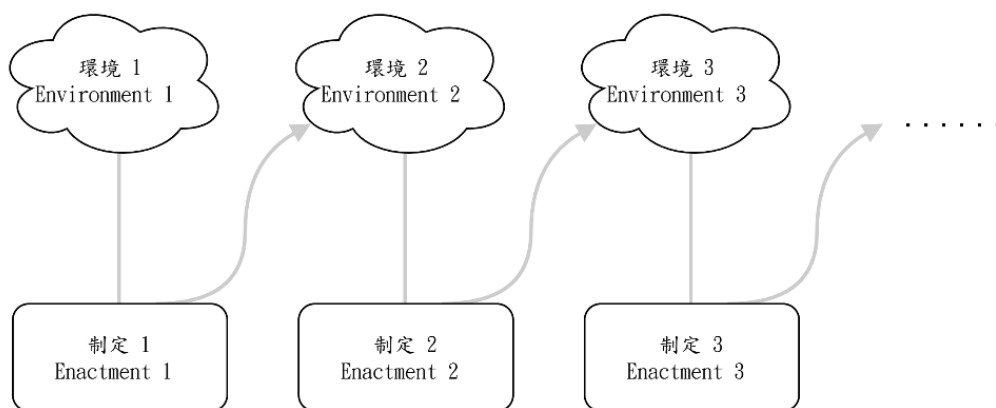 環境 1
Environment 1
環境 2
Environment 2
環境 3
Environment 3
......
制定 1
Enactment 1
制定 2
Enactment 2
制定 3
Enactment 3